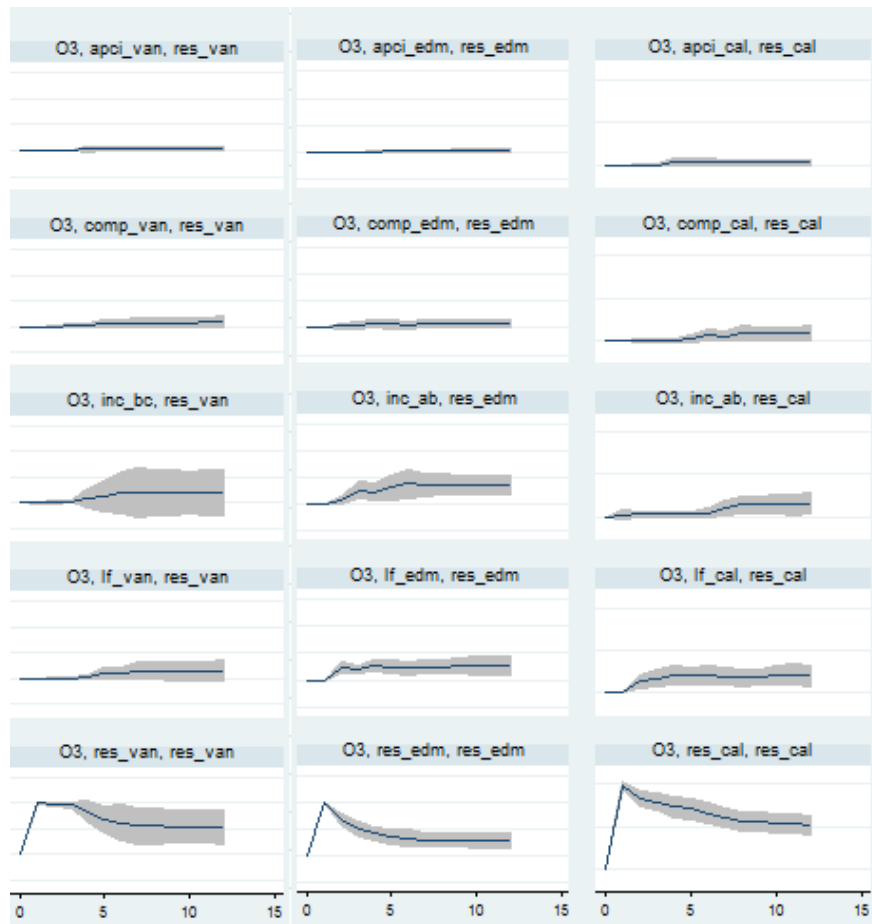 O3, apci_van, res_van
O3, apci_edm, res_edm
O3, apci_cal, res_cal
O3, comp_van, res_van
O3, comp_edm, res_edm
O3, comp_cal, res_cal
O3, inc_bc, res_van
O3, inc_ab, res_edm
O3, inc_ab, res_cal
O3, lf_van, res_van
O3, lf_edm, res_edm
O3, lf_cal, res_cal
O3, res_van, res_van
O3, res_edm, res_edm
O3, res_cal, res_cal
0 5 10 15 0 5 10 15 0 5 10 15